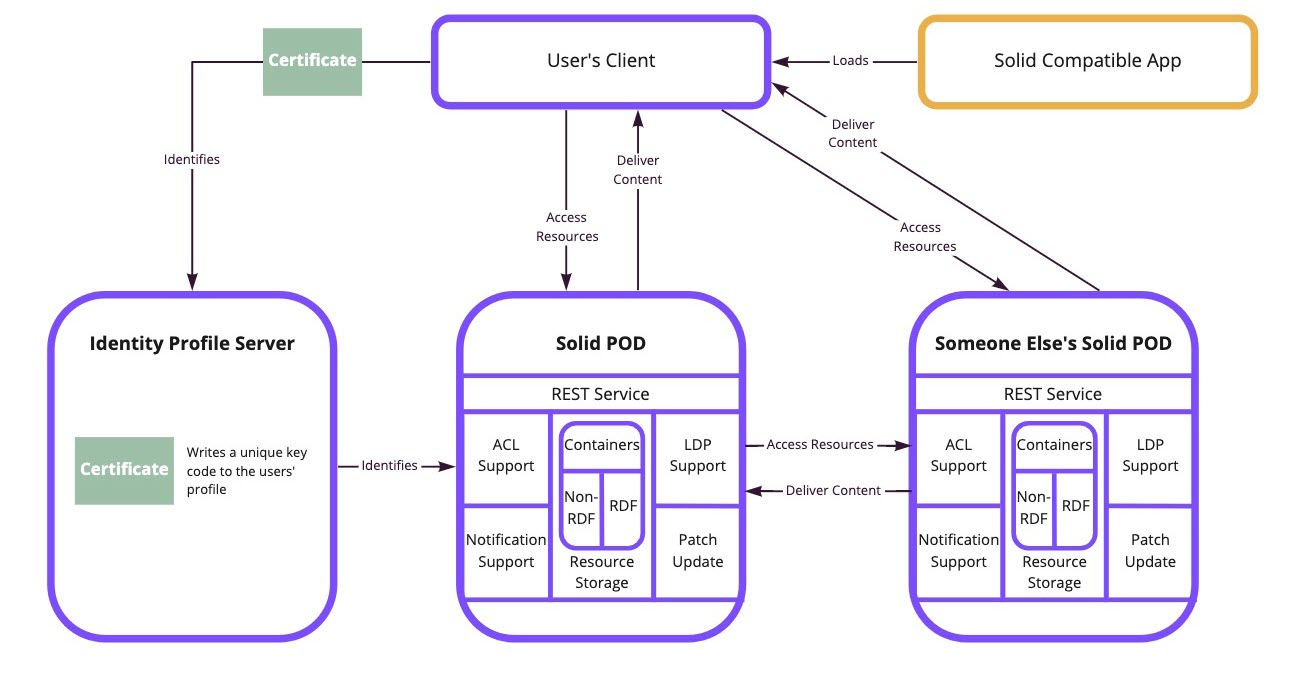 Certificate
User's Client
Loads
Solid Compatible App
Identifies
Deliver
Content
Deliver
Content
Access
Resources
Access
Resources
Identity Profile Server
Certificate
Writes a unique key
code to the users'
profile
Identifies
Solid POD
REST Service
ACL
Support
Containers
Non-
RDF
RDF
LDP
Support
Notification
Support
Resource
Storage
Patch
Update
Access Resources
Deliver Content
Someone Else's Solid POD
REST Service
ACL
Support
Containers
Non-
RDF
RDF
LDP
Support
Notification
Support
Resource
Storage
Patch
Update